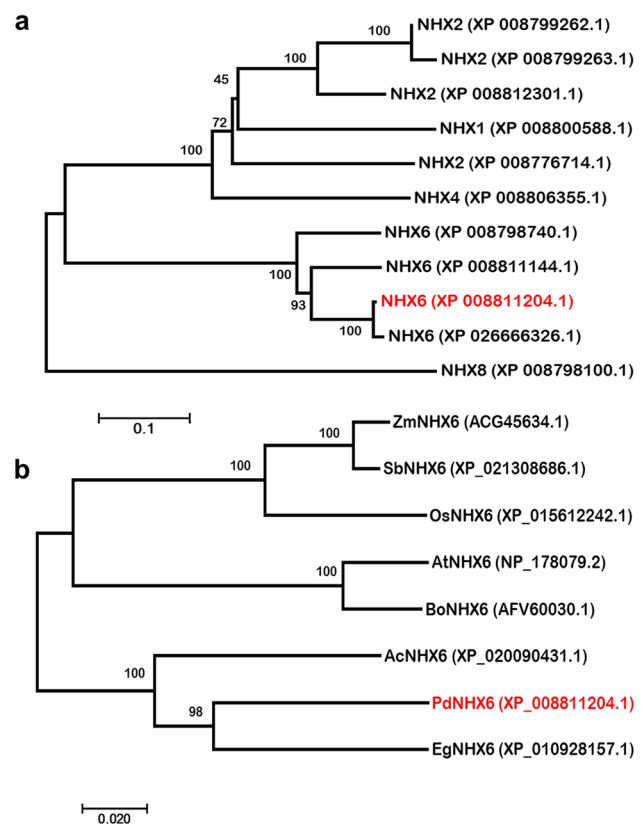 a
100
NHX2 (XP 008799262.1)
100
NHX2 (XP 008799263.1)
45
NHX2 (XP 008812301.1)
72
NHX1 (XP 008800588.1)
100
NHX2 (XP 008776714.1)
NHX4 (XP 008806355.1)
NHX6 (XP 008798740.1)
100
NHX6 (XP 008811144.1)
93
NHX6 (XP 008811204.1)
100
NHX6 (XP 026666326.1)
NHX8 (XP 008798100.1)
0.1
b
100
ZmNHX6 (ACG45634.1)
100
SbNHX6 (XP_021308686.1)
OsNHX6 (XP_015612242.1)
100
AtNHX6 (NP_178079.2)
BoNHX6 (AFV60030.1)
100
AcNHX6 (XP_020090431.1)
98
PdNHX6 (XP_008811204.1)
EgNHX6 (XP_010928157.1)
0.020